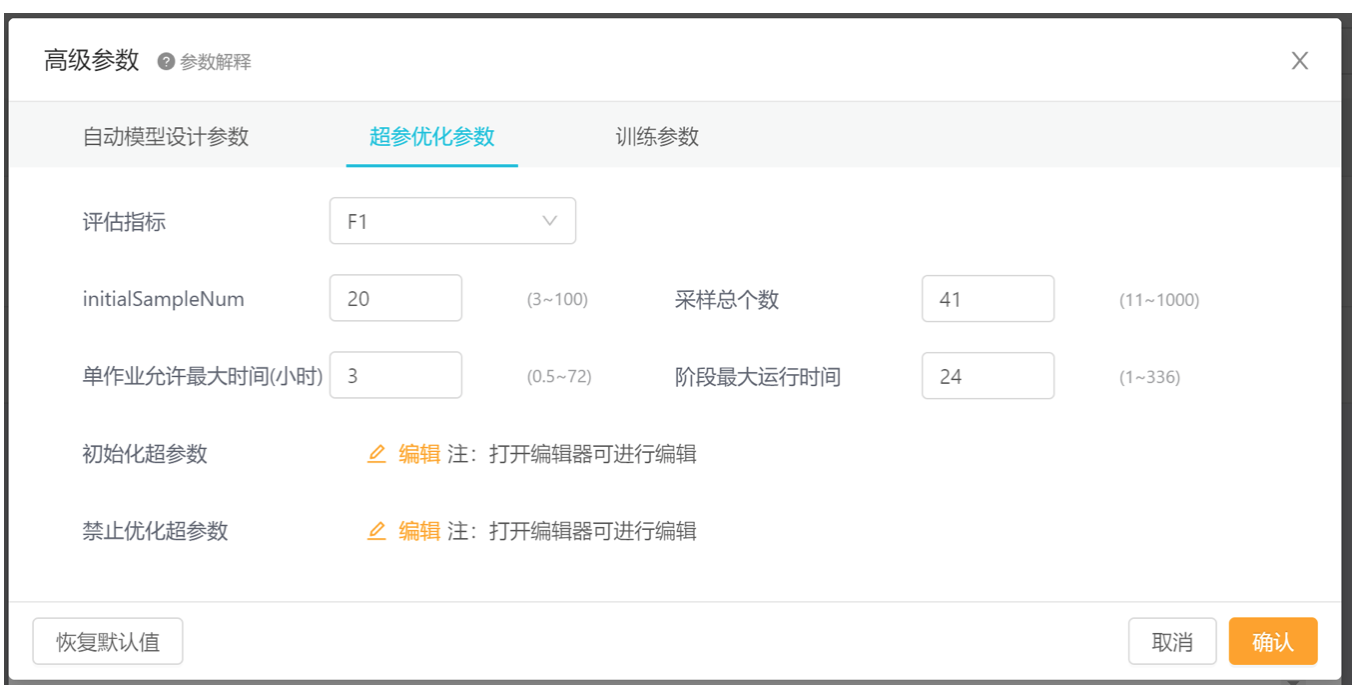 高级参数 ? 参数解释
自动模型设计参数 超参优化参数 训练参数
评估指标 F1
initialSampleNum 20 (3~100) 采样总个数 41 (11~1000)
单作业允许最大时间(小时) 3 (0.5~72) 阶段最大运行时间 24 (1~336)
初始化超参数 编辑 注：打开编辑器可进行编辑
禁止优化超参数 编辑 注：打开编辑器可进行编辑
恢复默认值 取消 确认